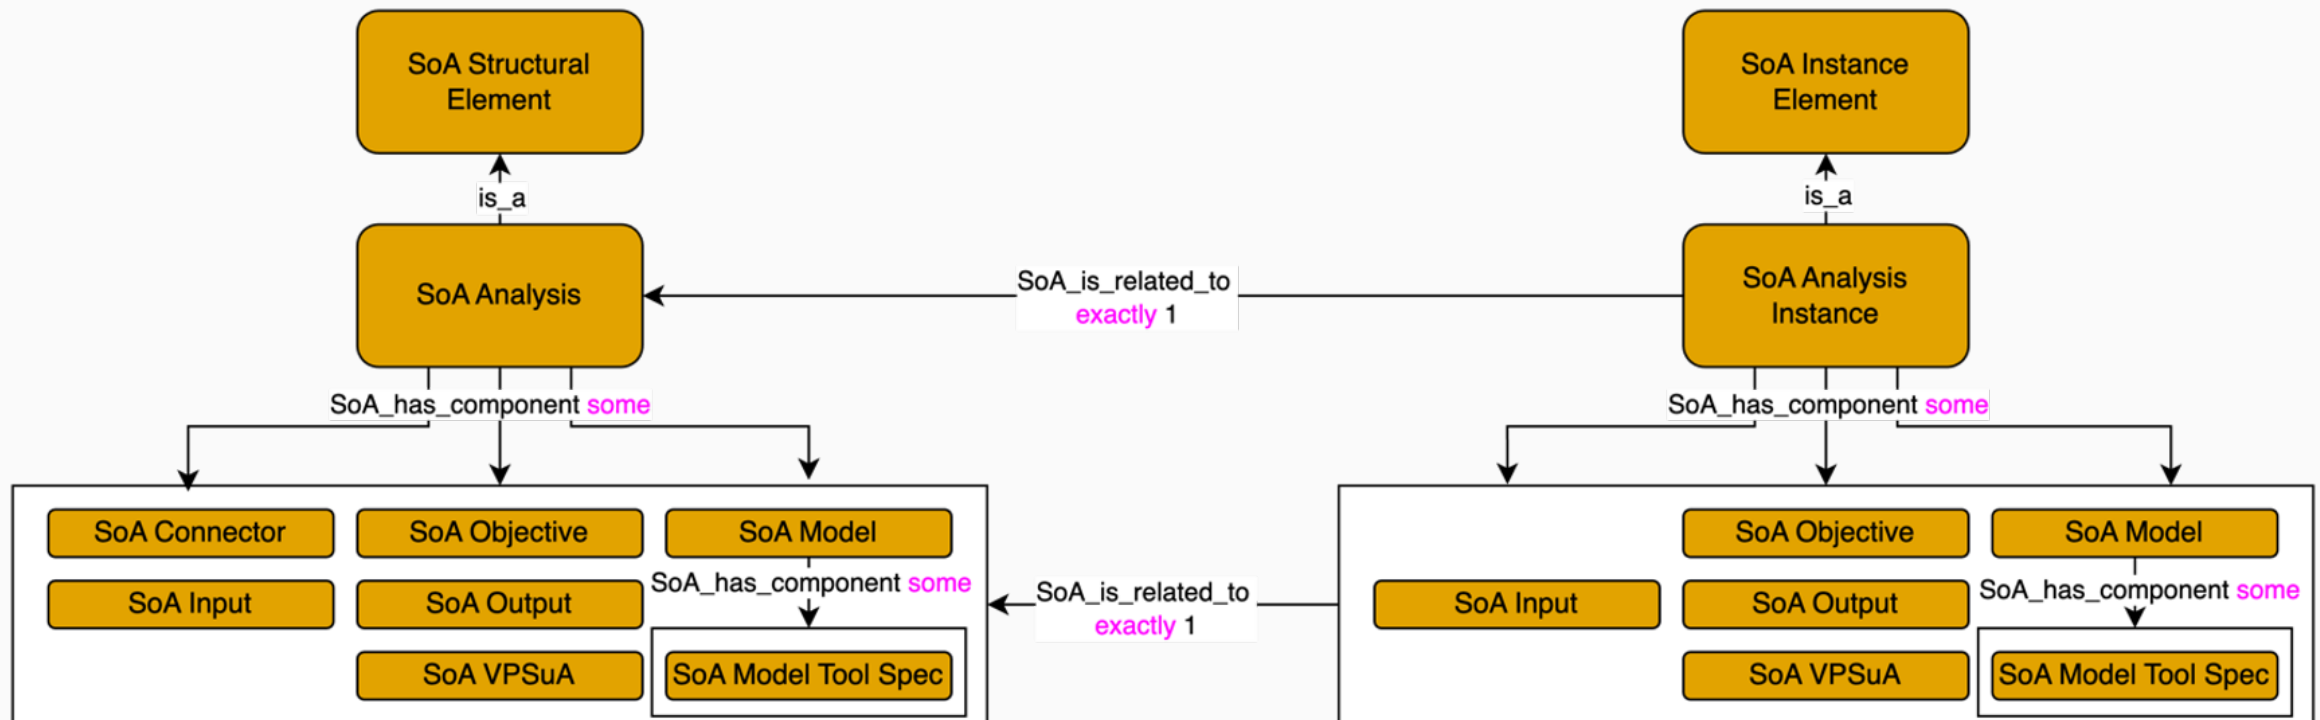 SoA Structural
Element
SoA Instance
Element
is_a
is_a
SoA Analysis
SoA_is_related_to
exactly 1
SoA Analysis
Instance
SoA_has_component some
SoA_has_component some
SoA Connector
SoA Objective
SoA Model
SoA_has_component some
SoA Input
SoA Output
SoA VPSuA
SoA Model Tool Spec
SoA_is_related_to
exactly 1
SoA Objective
SoA Model
SoA_has_component some
SoA Input
SoA Output
SoA VPSuA
SoA Model Tool Spec